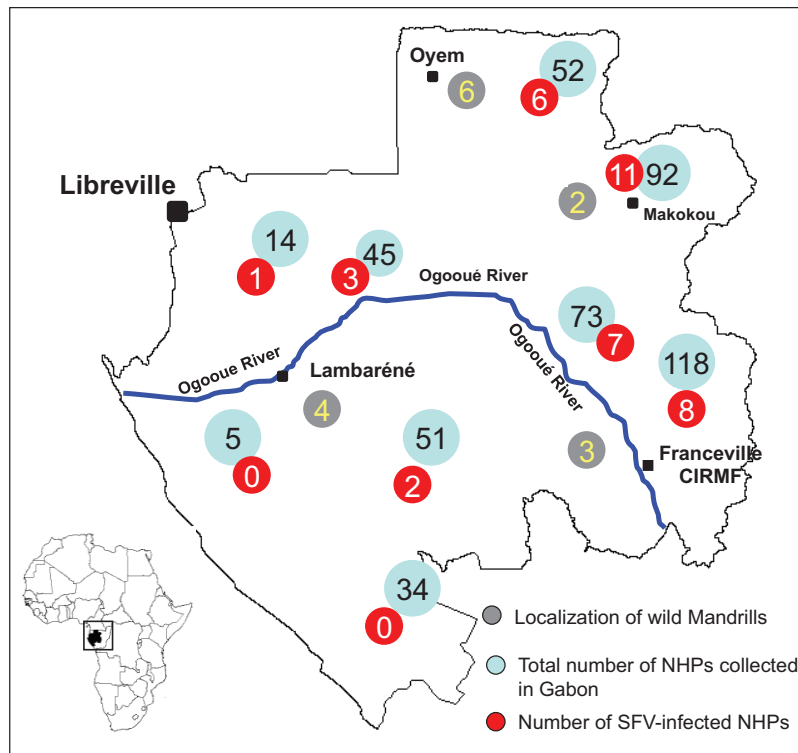 Oyem
52
6
6
Libreville
11
92
2
Makokou
14
45
1
3
Ogooué River
73
7
Ogooué River
118
Ogooue River
Lambaréné
8
4
5
51
3
0
2
Franceville
CIRMF
34
0
Localization of wild Mandrills
Total number of NHPs collected
in Gabon
Number of SFV-infected NHPs